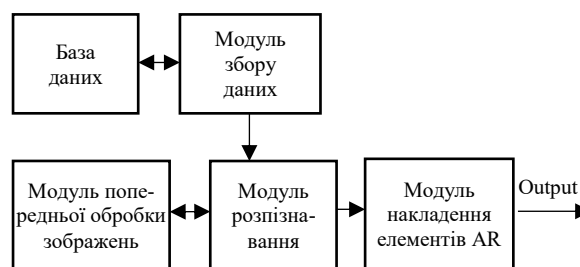 База
даних
Модуль
збору
даних
Модуль попе-
редньої обробки
зображень
Модуль
розпізна-
вання
Модуль
накладення
елементів AR
Output